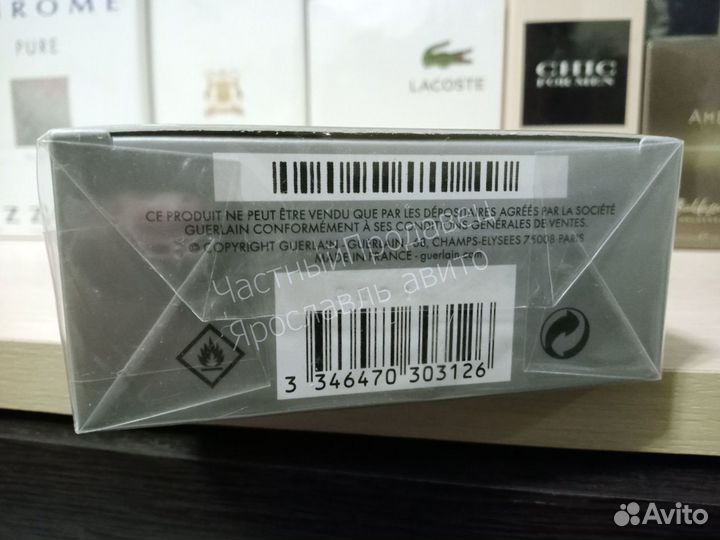 ROME
PURE
LACOSTE
CHIC
FOR MEN
CE PRODUIT NE PEUT ÊTRE VENDU QUE PAR LES DÉPOSITAIRES AGRÉÉS PAR LA SOCIÉTÉ
GUERLAIN CONFORMÉMENT À SES CONDITIONS GÉNÉRALES DE VENTES.
© COPYRIGHT GUERLAIN - GUERLAIN - 68, CHAMPS-ELYSEES 75008 PARIS
MADE IN FRANCE - guerlain.com
Частный продавец
Ярославль авито
3 346470 303126
Avito